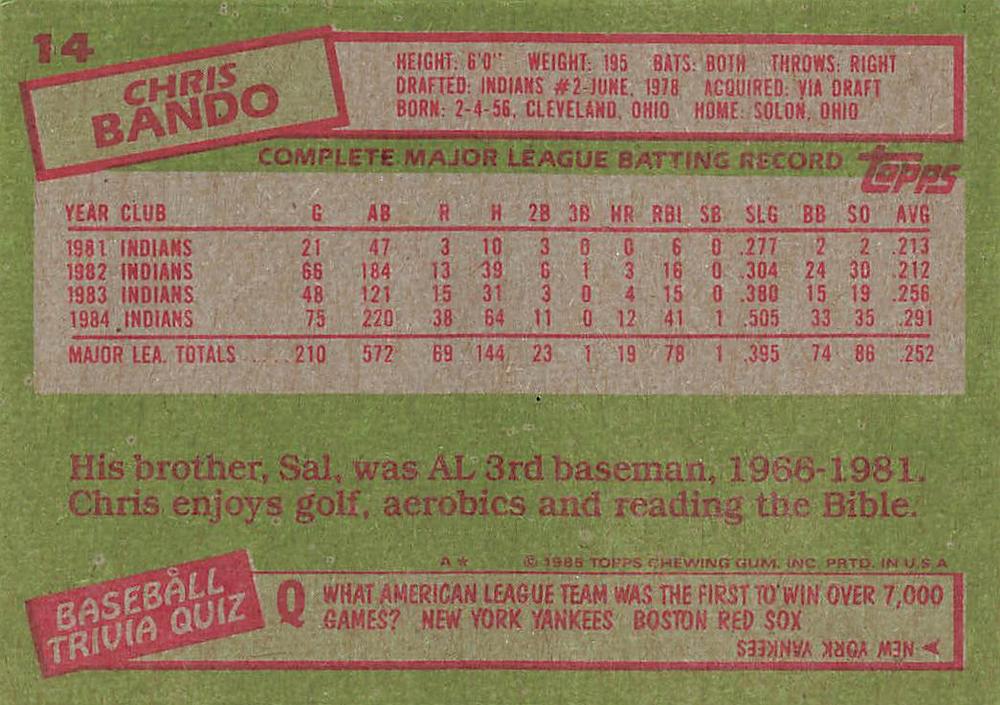 14
CHRIS
BANDO
HEIGHT: 6'0" WEIGHT: 195 BATS: BOTH THROWS: RIGHT
DRAFTED: INDIANS #2-JUNE, 1978 ACQUIRED: VIA DRAFT
BORN: 2-4-56, CLEVELAND, OHIO HOME: SOLON, OHIO
COMPLETE MAJOR LEAGUE BATTING RECORD topps
YEAR CLUB G AB R H 2B 3B HR RBI SB SLG BB SO AVG
1981 INDIANS 21 47 3 10 3 0 0 6 0 .277 2 2 .213
1982 INDIANS 66 184 13 39 6 1 3 16 0 .304 24 30 .212
1983 INDIANS 48 121 15 31 3 0 4 15 0 .380 15 19 .256
1984 INDIANS 75 220 38 64 11 0 12 41 1 .505 33 35 .291
MAJOR LEA. TOTALS ..... 210 572 69 144 23 1 19 78 1 .395 74 86 .252
His brother, Sal, was AL 3rd baseman, 1966-1981.
Chris enjoys golf, aerobics and reading the Bible.
A* © 1985 TOPPS CHEWING GUM, INC. PRTD. IN U.S.A
BASEBALL
TRIVIA QUIZ
Q WHAT AMERICAN LEAGUE TEAM WAS THE FIRST TO WIN OVER 7,000
GAMES? NEW YORK YANKEES BOSTON RED SOX
NEW YORK YANKEES